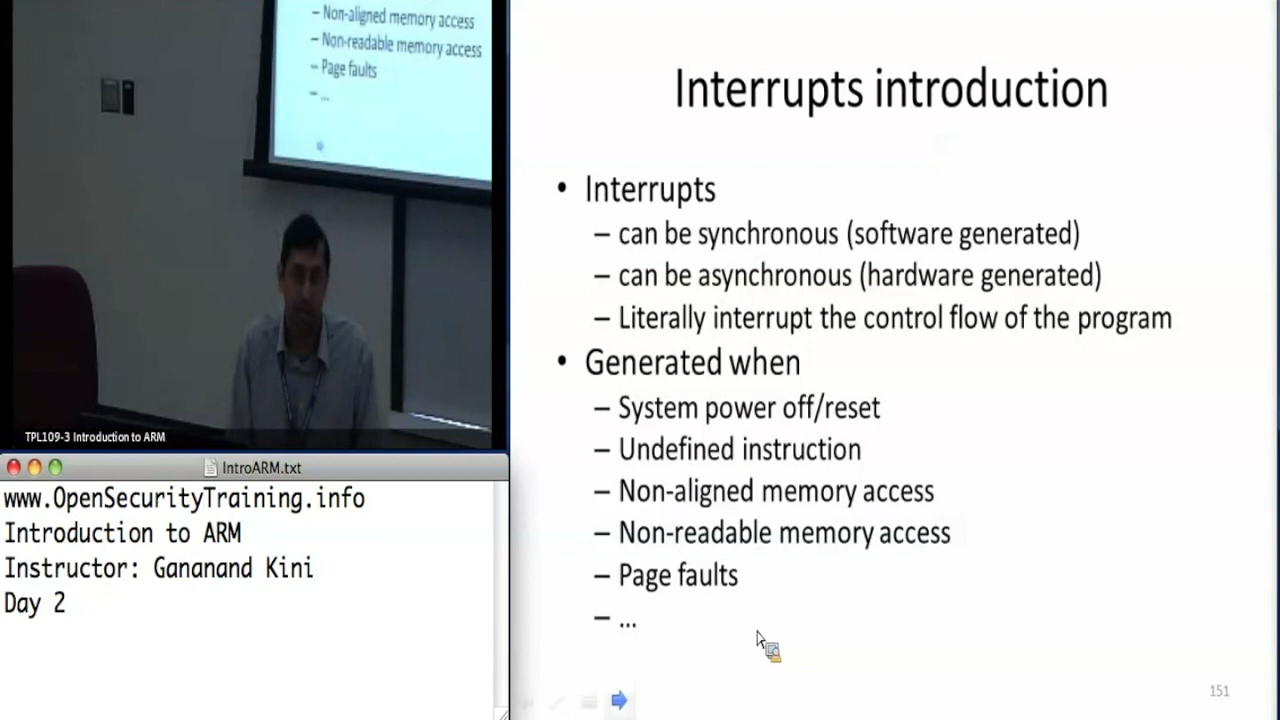 – Non-aligned memory access
– Non-readable memory access
– Page faults
– ...
TPL109-3 Introduction to ARM
IntroARM.txt
www.OpenSecurityTraining.info
Introduction to ARM
Instructor: Gananand Kini
Day 2
Interrupts introduction
• Interrupts
– can be synchronous (software generated)
– can be asynchronous (hardware generated)
– Literally interrupt the control flow of the program
• Generated when
– System power off/reset
– Undefined instruction
– Non-aligned memory access
– Non-readable memory access
– Page faults
– ...
151